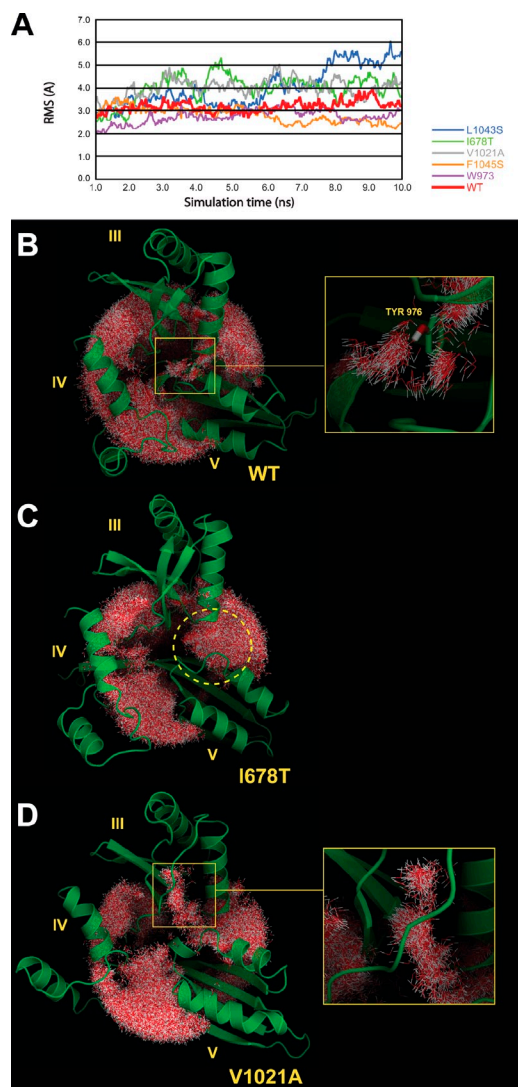 A
RMS (A)
7.0
6.0
5.0
4.0
3.0
2.0
1.0
0.0
1.0 2.0 3.0 4.0 5.0 6.0 7.0 8.0 9.0 10.0
Simulation time (ns)
L1043S
I678T
V1021A
F1045S
W973
WT
B
III
IV
V
WT
TYR 976
C
III
IV
V
I678T
D
III
IV
V
V1021A